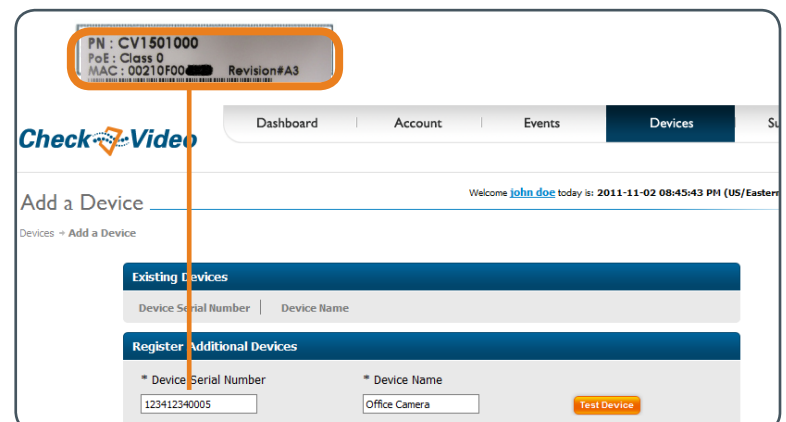 PN : CV1501000
PoE : Class 0
MAC : 00210F00 Revision#A3
Check Video
Dashboard Account Events Devices
Add a Device
Welcome john doe today is: 2011-11-02 08:45:43 PM (US/Eastern
Devices → Add a Device
Existing Devices
Device Serial Number Device Name
Register Additional Devices
* Device Serial Number * Device Name
123412340005 Office Camera Test Device